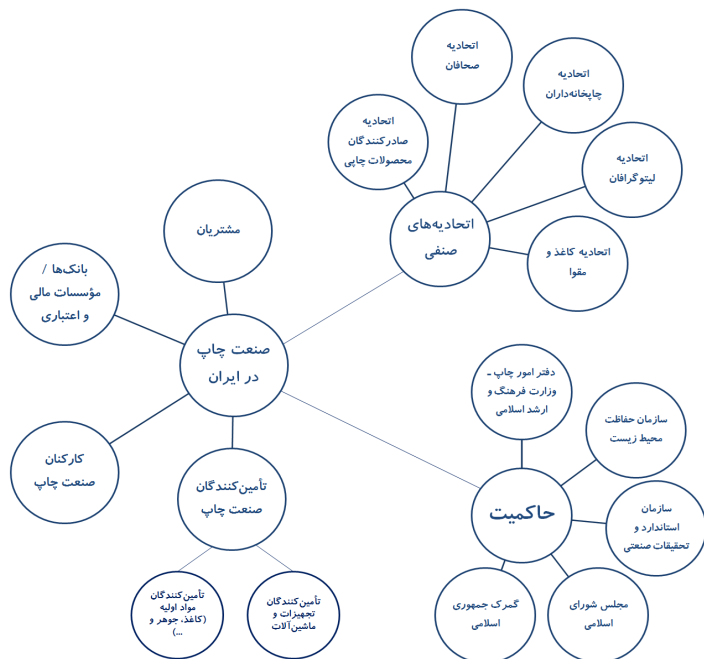 اتحادیه
صحافان
اتحادیه
چاپخانه‌داران
اتحادیه
صادرکنندگان
محصولات چاپی
اتحادیه
لیتوگرافان
اتحادیه‌های
صنفی
اتحادیه کاغذ و
مقوا
مشتریان
بانک‌ها /
مؤسسات مالی
و اعتباری
صنعت چاپ
در ایران
دفتر امور چاپ -
وزارت فرهنگ و
ارشد اسلامی
سازمان حفاظت
محیط زیست
کارکنان
صنعت چاپ
تأمین‌کنندگان
صنعت چاپ
حاکمیت
سازمان
استاندارد و
تحقیقات صنعتی
تأمین‌کنندگان
مواد اولیه
(کاغذ، جوهر و
...)
تأمین‌کنندگان
تجهیزات و
ماشین‌آلات
گمرک جمهوری
اسلامی
مجلس شورای
اسلامی